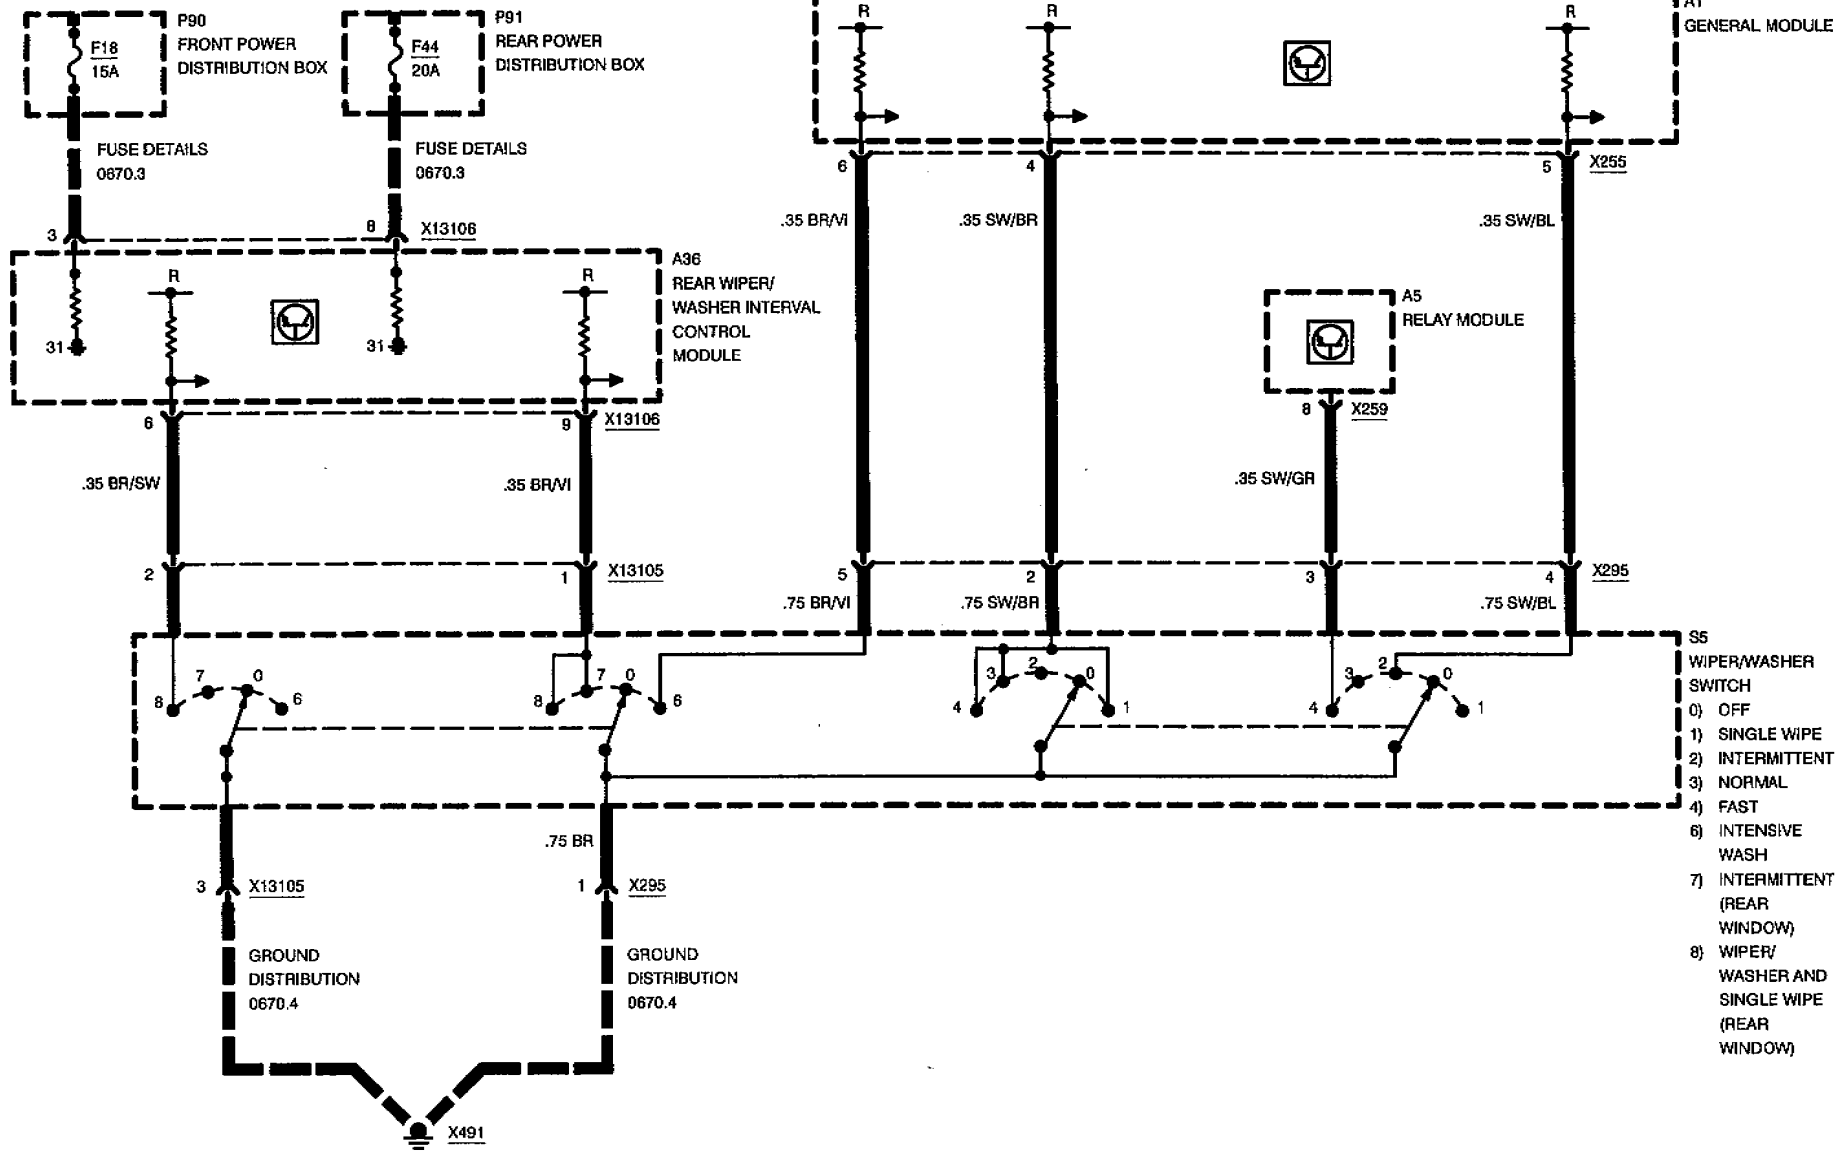 P90
FRONT POWER
DISTRIBUTION BOX
F18
15A
P91
REAR POWER
DISTRIBUTION BOX
F44
20A
R
R
R
A1
GENERAL MODULE
FUSE DETAILS
0670.3
FUSE DETAILS
0670.3
6
4
5
X255
3
8
X13106
.35 BR/VI
.35 SW/BR
.35 SW/BL
A36
REAR WIPER/
WASHER INTERVAL
CONTROL
MODULE
R
R
31
31
A5
RELAY MODULE
6
9
X13106
8
X259
.35 BR/SW
.35 BR/VI
.35 SW/GR
2
1
X13105
5
2
3
4
X295
.75 BR/VI
.75 SW/BR
.75 SW/BL
8
7
0
6
8
7
0
6
4
3
2
0
1
4
3
2
0
1
S5
WIPER/WASHER
SWITCH
0) OFF
1) SINGLE WIPE
2) INTERMITTENT
3) NORMAL
4) FAST
6) INTENSIVE
WASH
7) INTERMITTENT
(REAR
WINDOW)
8) WIPER/
WASHER AND
SINGLE WIPE
(REAR
WINDOW)
.75 BR
3
X13105
1
X295
GROUND
DISTRIBUTION
0670.4
GROUND
DISTRIBUTION
0670.4
X491